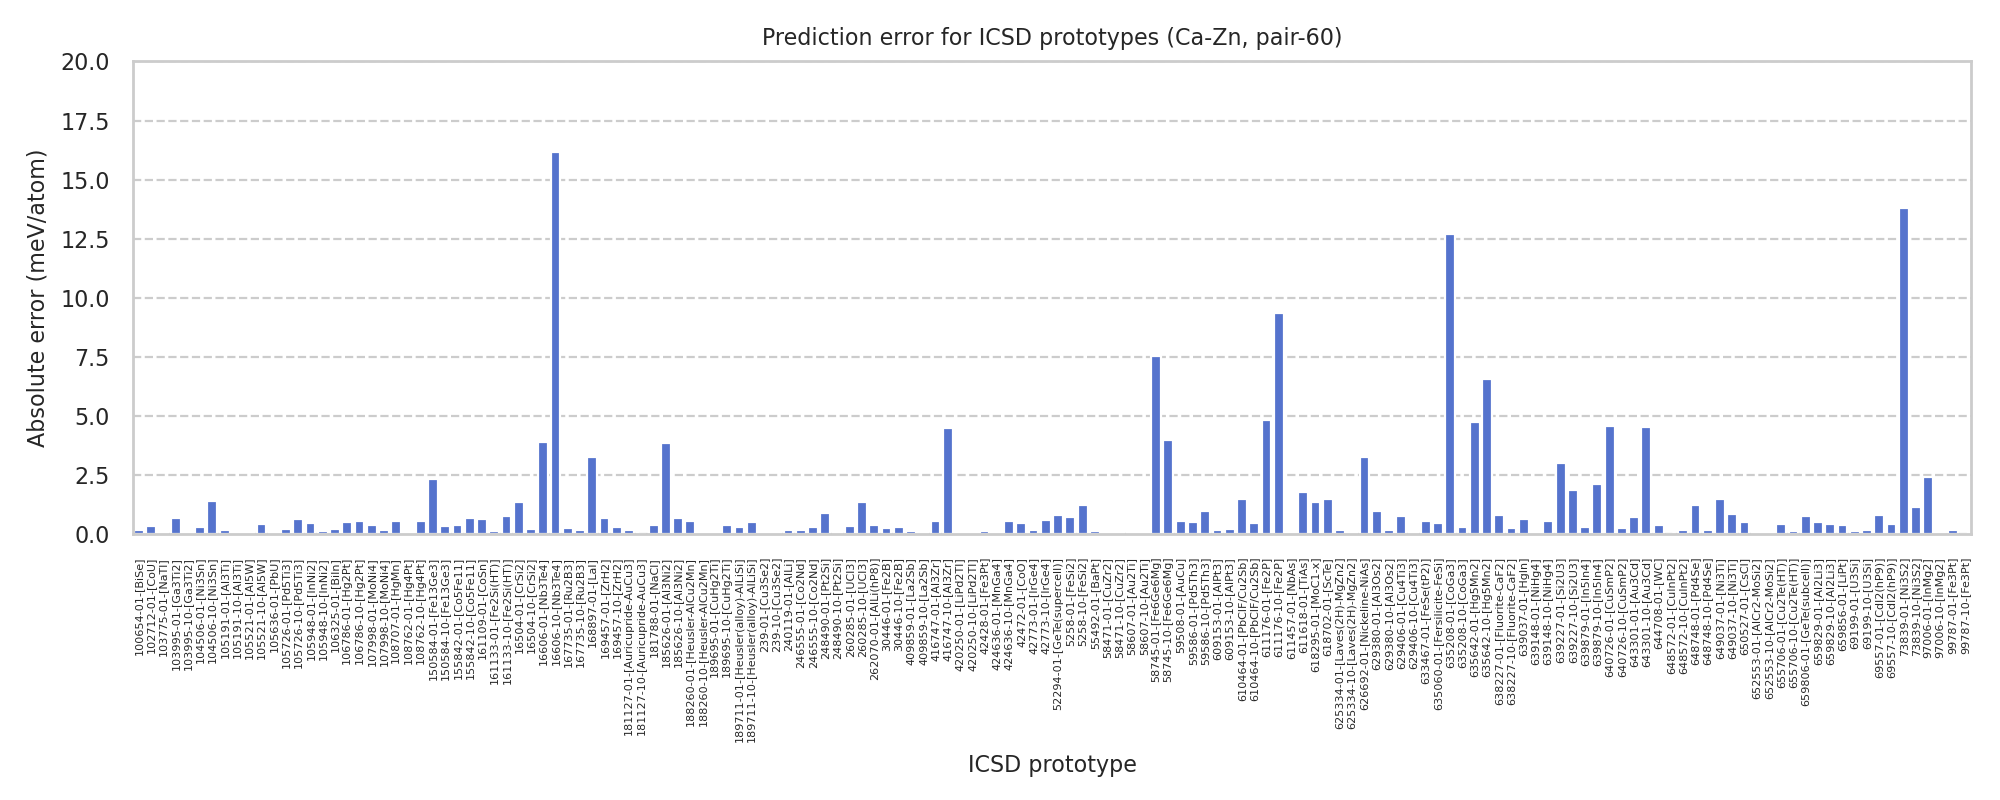 Prediction error for ICSD prototypes (Ca-Zn, pair-60)
Absolute error (meV/atom)
20.0
17.5
15.0
12.5
10.0
7.5
5.0
2.5
0.0
100654-01-[BiSe]
102712-01-[CoU]
103775-01-[NaTl]
103995-01-[Ga3Ti2]
103995-10-[Ga3Ti2]
104506-01-[Ni3Sn]
104506-10-[Ni3Sn]
105191-01-[Al3Ti]
105191-10-[Al3Ti]
105521-01-[Al5W]
105521-10-[Al5W]
105636-01-[PbU]
105726-01-[Pd5Ti3]
105726-10-[Pd5Ti3]
105948-01-[InNi2]
105948-10-[InNi2]
106325-01-[BiIn]
106786-01-[Hg2Pt]
106786-10-[Hg2Pt]
107998-01-[MoNi4]
107998-10-[MoNi4]
108707-01-[HgMn]
108762-01-[Hg4Pt]
108762-10-[Hg4Pt]
150584-01-[Fe13Ge3]
150584-10-[Fe13Ge3]
155842-01-[Co5Fe11]
155842-10-[Co5Fe11]
161109-01-[CoSn]
161133-01-[Fe2Si(HT)]
161133-10-[Fe2Si(HT)]
16504-01-[CrSi2]
16504-10-[CrSi2]
16606-01-[Nb3Te4]
16606-10-[Nb3Te4]
167735-01-[Ru2B3]
167735-10-[Ru2B3]
168897-01-[LaI]
169457-01-[ZrH2]
169457-10-[ZrH2]
181127-01-[Auricupride-AuCu3]
181127-10-[Auricupride-AuCu3]
181788-01-[NaCl]
185626-01-[Al3Ni2]
185626-10-[Al3Ni2]
188260-01-[Heusler-AlCu2Mn]
188260-10-[Heusler-AlCu2Mn]
189695-01-[CuHg2Ti]
189695-10-[CuHg2Ti]
189711-01-[Heusler(alloy)-AlLiSi]
189711-10-[Heusler(alloy)-AlLiSi]
239-01-[Cu3Se2]
239-10-[Cu3Se2]
240119-01-[AlLi]
246555-01-[Co2Nd]
246555-10-[Co2Nd]
248490-01-[Pt2Si]
248490-10-[Pt2Si]
260285-01-[UCl3]
260285-10-[UCl3]
262070-01-[AlLi(hP8)]
30446-01-[Fe2B]
30446-10-[Fe2B]
409859-01-[La2Sb]
409859-10-[La2Sb]
416747-01-[Al3Zr]
416747-10-[Al3Zr]
420250-01-[LiPd2Tl]
420250-10-[LiPd2Tl]
42428-01-[Fe3Pt]
424636-01-[MnGa4]
424636-10-[MnGa4]
42472-01-[CoO]
42773-01-[IrGe4]
42773-10-[IrGe4]
52294-01-[GeTe(supercell)]
5258-01-[FeSi2]
5258-10-[FeSi2]
55492-01-[BaPt]
58471-01-[CuZr2]
58471-10-[CuZr2]
58607-01-[Au2Ti]
58607-10-[Au2Ti]
58745-01-[Fe6Ge6Mg]
58745-10-[Fe6Ge6Mg]
59508-01-[AuCu]
59586-01-[Pd5Th3]
59586-10-[Pd5Th3]
609153-01-[AlPt3]
609153-10-[AlPt3]
610464-01-[PbClF/Cu2Sb]
610464-10-[PbClF/Cu2Sb]
611176-01-[Fe2P]
611176-10-[Fe2P]
611457-01-[NbAs]
611618-01-[TiAs]
618295-01-[MoC1-x]
618702-01-[ScTe]
625334-01-[Laves(2H)-MgZn2]
625334-10-[Laves(2H)-MgZn2]
626692-01-[Nickeline-NiAs]
629380-01-[Al3Os2]
629380-10-[Al3Os2]
629406-01-[Cu4Ti3]
629406-10-[Cu4Ti3]
633467-01-[FeSe(tP2)]
635060-01-[Fersilicite-FeSi]
635208-01-[CoGa3]
635208-10-[CoGa3]
635642-01-[Hg5Mn2]
635642-10-[Hg5Mn2]
638227-01-[Fluorite-CaF2]
638227-10-[Fluorite-CaF2]
639037-01-[HgIn]
639148-01-[NiHg4]
639148-10-[NiHg4]
639227-01-[Si2U3]
639227-10-[Si2U3]
639879-01-[InSIn4]
639879-10-[InSIn4]
640726-01-[CuSmP2]
640726-10-[CuSmP2]
643301-01-[Au3Cd]
643301-10-[Au3Cd]
644708-01-[WC]
648572-01-[CuInPt2]
648572-10-[CuInPt2]
648748-01-[Pd4Se]
648748-10-[Pd4Se]
649037-01-[Ni3Ti]
649037-10-[Ni3Ti]
650527-01-[CsCl]
652553-01-[AlCr2-MoSi2]
652553-10-[AlCr2-MoSi2]
655706-01-[Cu2Te(HT)]
655706-10-[Cu2Te(HT)]
659806-01-[GeTe(subcell)]
659829-01-[Al2Li3]
659829-10-[Al2Li3]
659856-01-[LiPt]
69199-01-[U3Si]
69199-10-[U3Si]
69557-01-[CdI2(hP9)]
69557-10-[CdI2(hP9)]
73839-01-[Ni3S2]
73839-10-[Ni3S2]
97006-01-[InMg2]
97006-10-[InMg2]
99787-01-[Fe3Pt]
99787-10-[Fe3Pt]
ICSD prototype